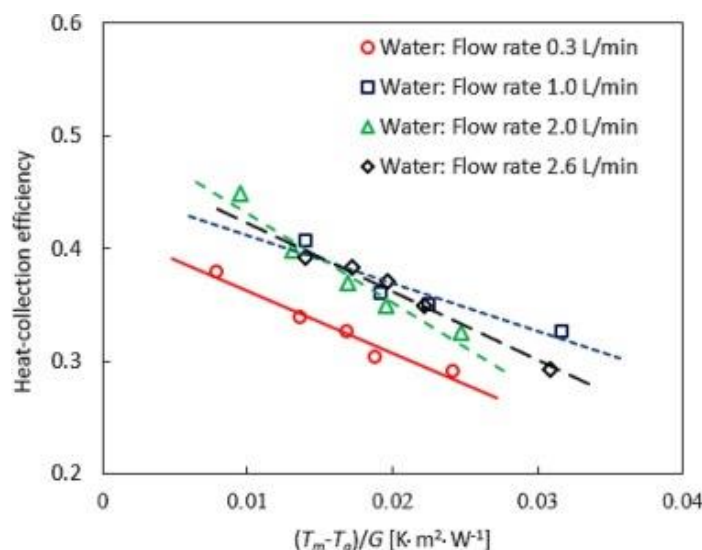 0.6
Water: Flow rate 0.3 L/min
Water: Flow rate 1.0 L/min
0.5
Water: Flow rate 2.0 L/min
Water: Flow rate 2.6 L/min
Heat-collection efficiency
0.4
0.3
0.2
0 0.01 0.02 0.03 0.04
(Tm-Ta)/G [K·m²·W⁻¹]